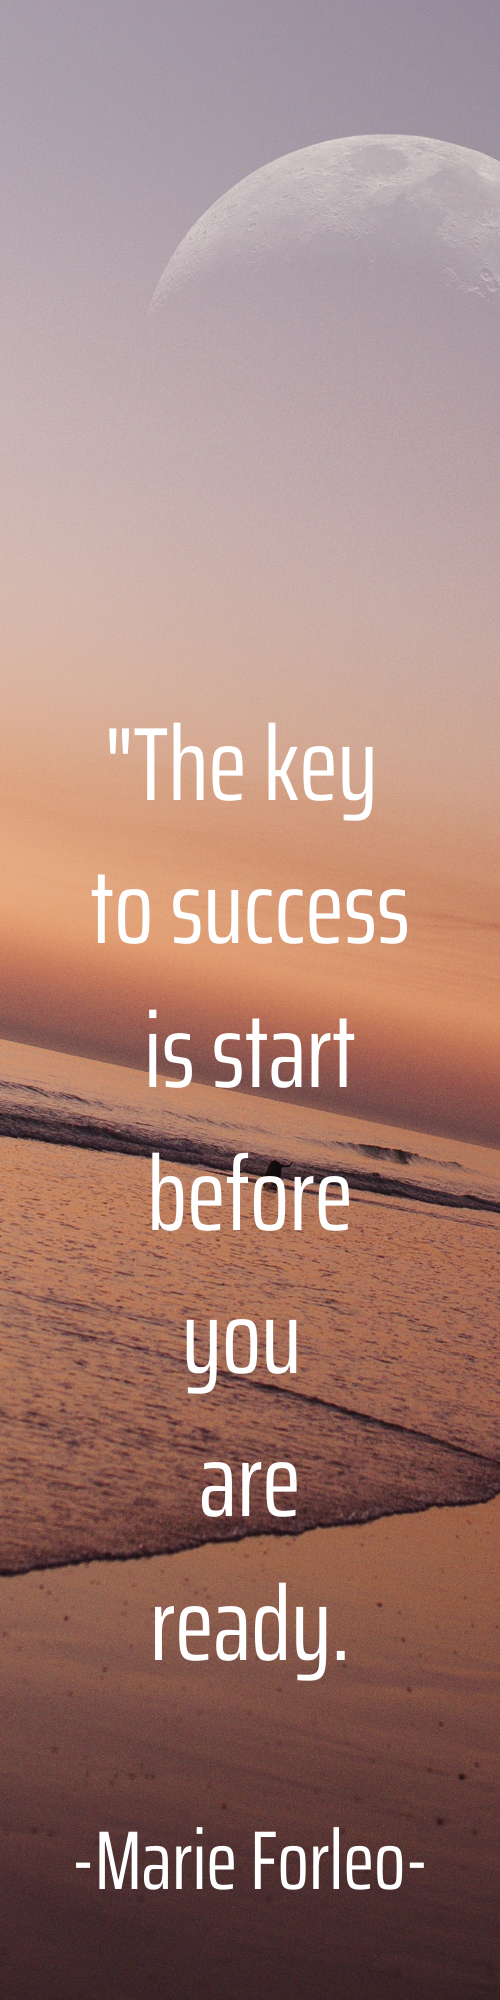 "The key
to success
is start
before
you
are
ready.
-Marie Forleo-